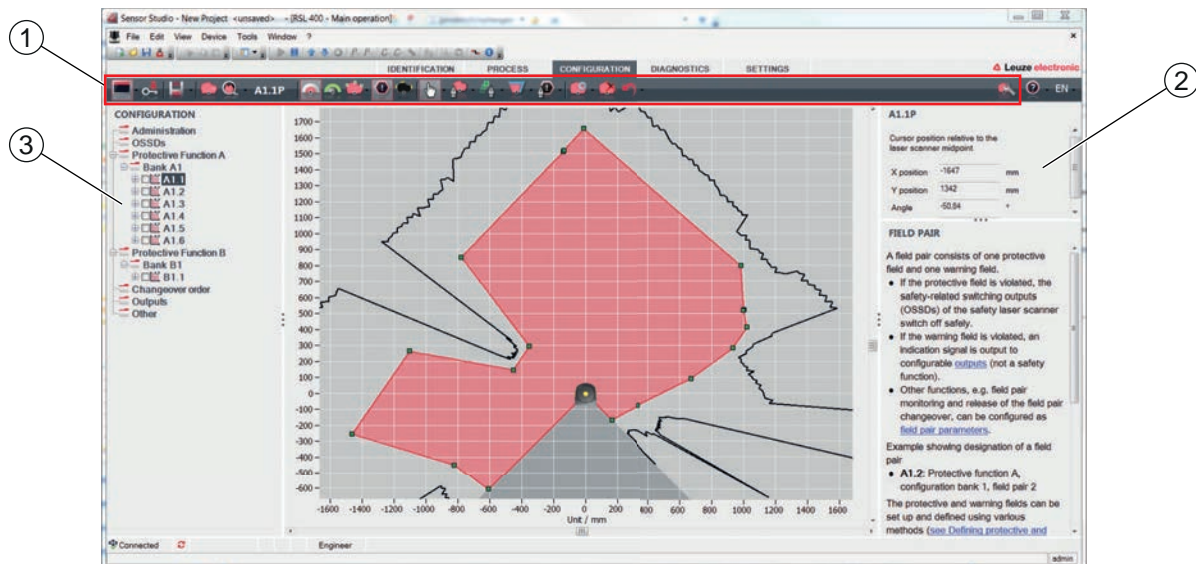 Sensor Studio - New Project <unsaved> - [RSL 400 - Main operation]
File Edit View Device Tools Window ?
IDENTIFICATION PROCESS CONFIGURATION DIAGNOSTICS SETTINGS
Leuze electronic
A1.1P
EN
1
2
3
CONFIGURATION
Administration
OSSDs
Protective Function A
Bank A1
A1.1
A1.2
A1.3
A1.4
A1.5
A1.6
Protective Function B
Bank B1
B1.1
Changeover order
Outputs
Other
1700
1600
1500
1400
1300
1200
1100
1000
900
800
700
600
500
400
300
200
100
0
-100
-200
-300
-400
-500
-600
-1600 -1400 -1200 -1000 -800 -600 -400 -200 0 200 400 600 800 1000 1200 1400 1600
Unt / mm
A1.1P
Cursor position relative to the
laser scanner midpoint
X position -1647 mm
Y position 1342 mm
Angle -50.84 °
FIELD PAIR
A field pair consists of one protective
field and one warning field.
• If the protective field is violated, the
safety-related switching outputs
(OSSDs) of the safety laser scanner
switch off safely.
• If the warning field is violated, an
indication signal is output to
configurable outputs (not a safety
function).
• Other functions, e.g. field pair
monitoring and release of the field pair
changeover, can be configured as
field pair parameters.
Example showing designation of a field
pair
• A1.2: Protective function A,
configuration bank 1, field pair 2
The protective and warning fields can be
set up and defined using various
methods (see Defining protective and
Connected
Engineer
admin